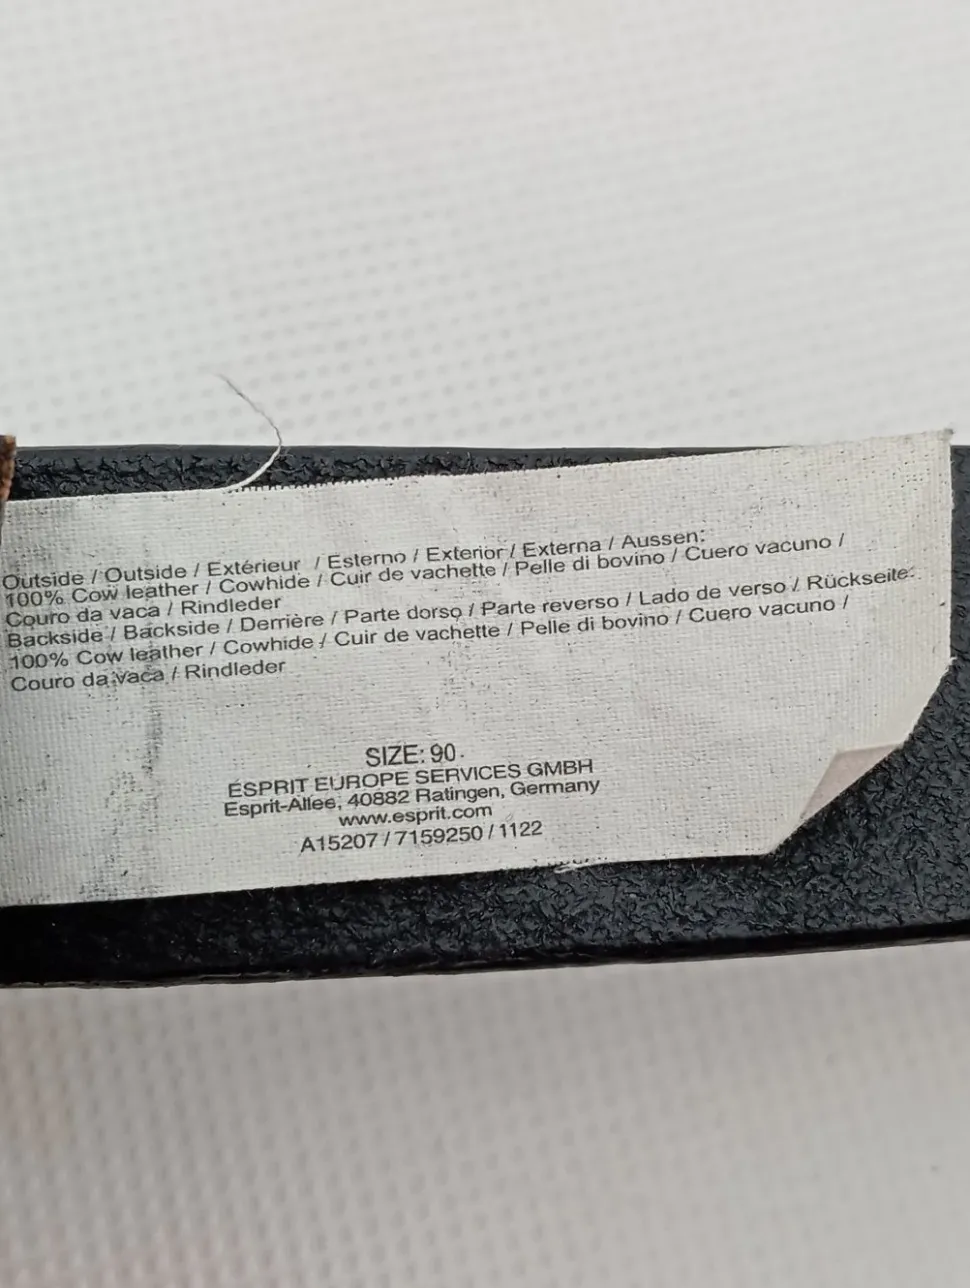 Outside / Outside / Extérieur / Esterno / Exterior / Externa / Aussen:
100% Cow leather / Cowhide / Cuir de vachette / Pelle di bovino / Cuero vacuno /
Couro da vaca / Rindleder
Backside / Backside / Derrière / Parte dorso / Parte reverso / Lado de verso / Rückseite:
100% Cow leather / Cowhide / Cuir de vachette / Pelle di bovino / Cuero vacuno /
Couro da vaca / Rindleder
SIZE: 90
ESPRIT EUROPE SERVICES GMBH
Esprit-Allee, 40882 Ratingen, Germany
www.esprit.com
A15207 / 7159250 / 1122